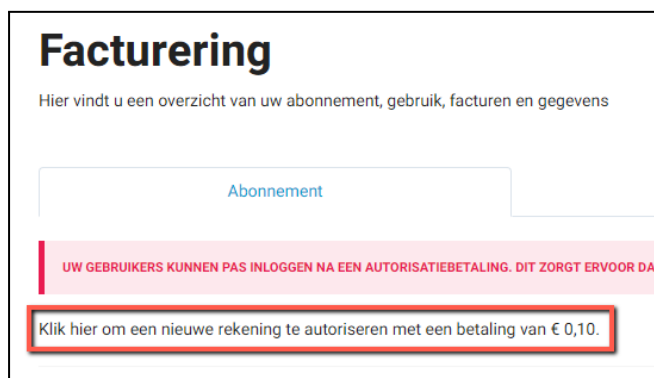 Facturering
Hier vindt u een overzicht van uw abonnement, gebruik, facturen en gegevens
Abonnement
UW GEBRUIKERS KUNNEN PAS INLOGGEN NA EEN AUTORISATIEBETALING. DIT ZORGT ERVOOR DA
Klik hier om een nieuwe rekening te autoriseren met een betaling van € 0,10.